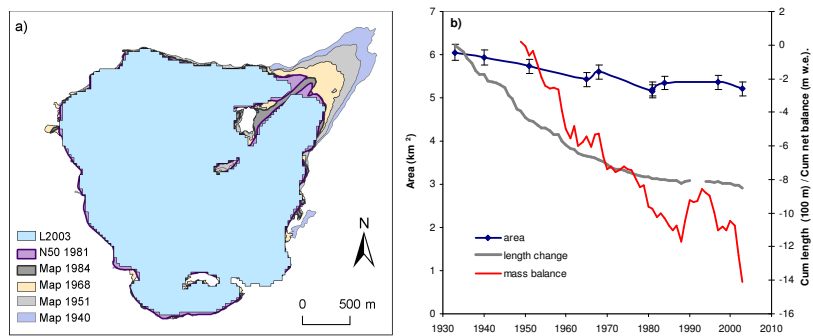 a)
L2003
N50 1981
Map 1984
Map 1968
Map 1951
Map 1940
N
0 500 m
b)
7
6
5
4
3
2
1
0
Area (km ²)
2
0
-2
-4
-6
-8
-10
-12
-14
-16
Cum length (100 m) / Cum net balance (m w.e.)
area
length change
mass balance
1930 1940 1950 1960 1970 1980 1990 2000 2010